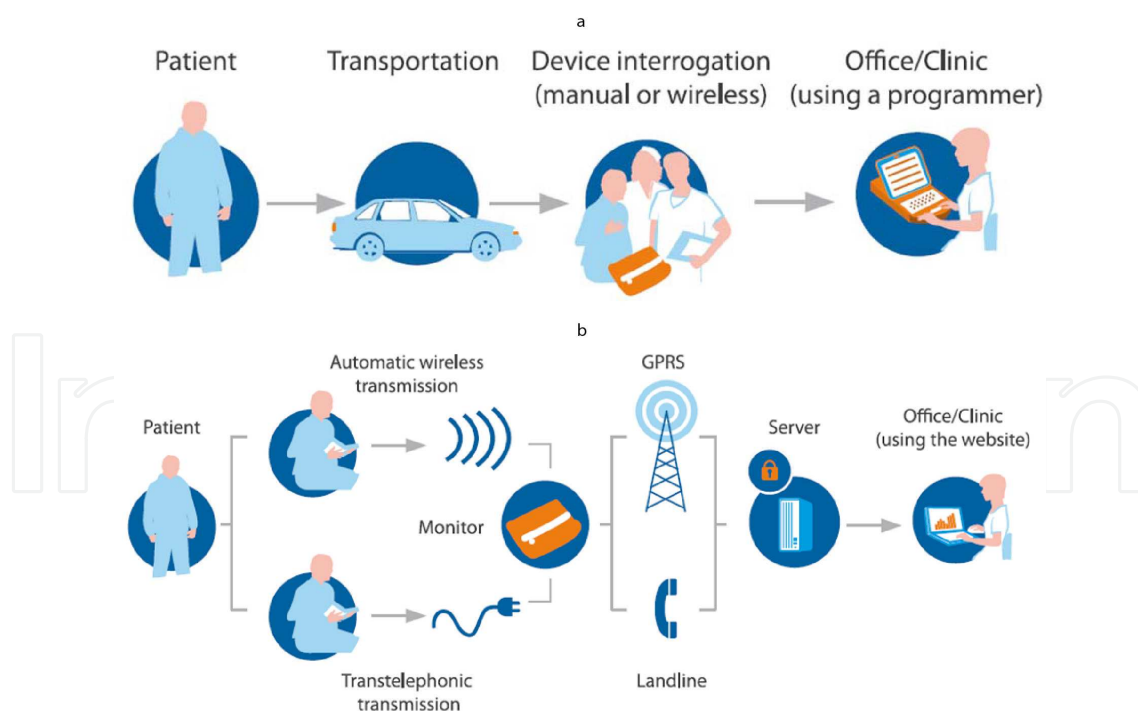 a
Patient
Transportation
Device interrogation
(manual or wireless)
Office/Clinic
(using a programmer)
b
Automatic wireless
transmission
GPRS
Patient
Server
Office/Clinic
(using the website)
Monitor
Transtelephonic
transmission
Landline